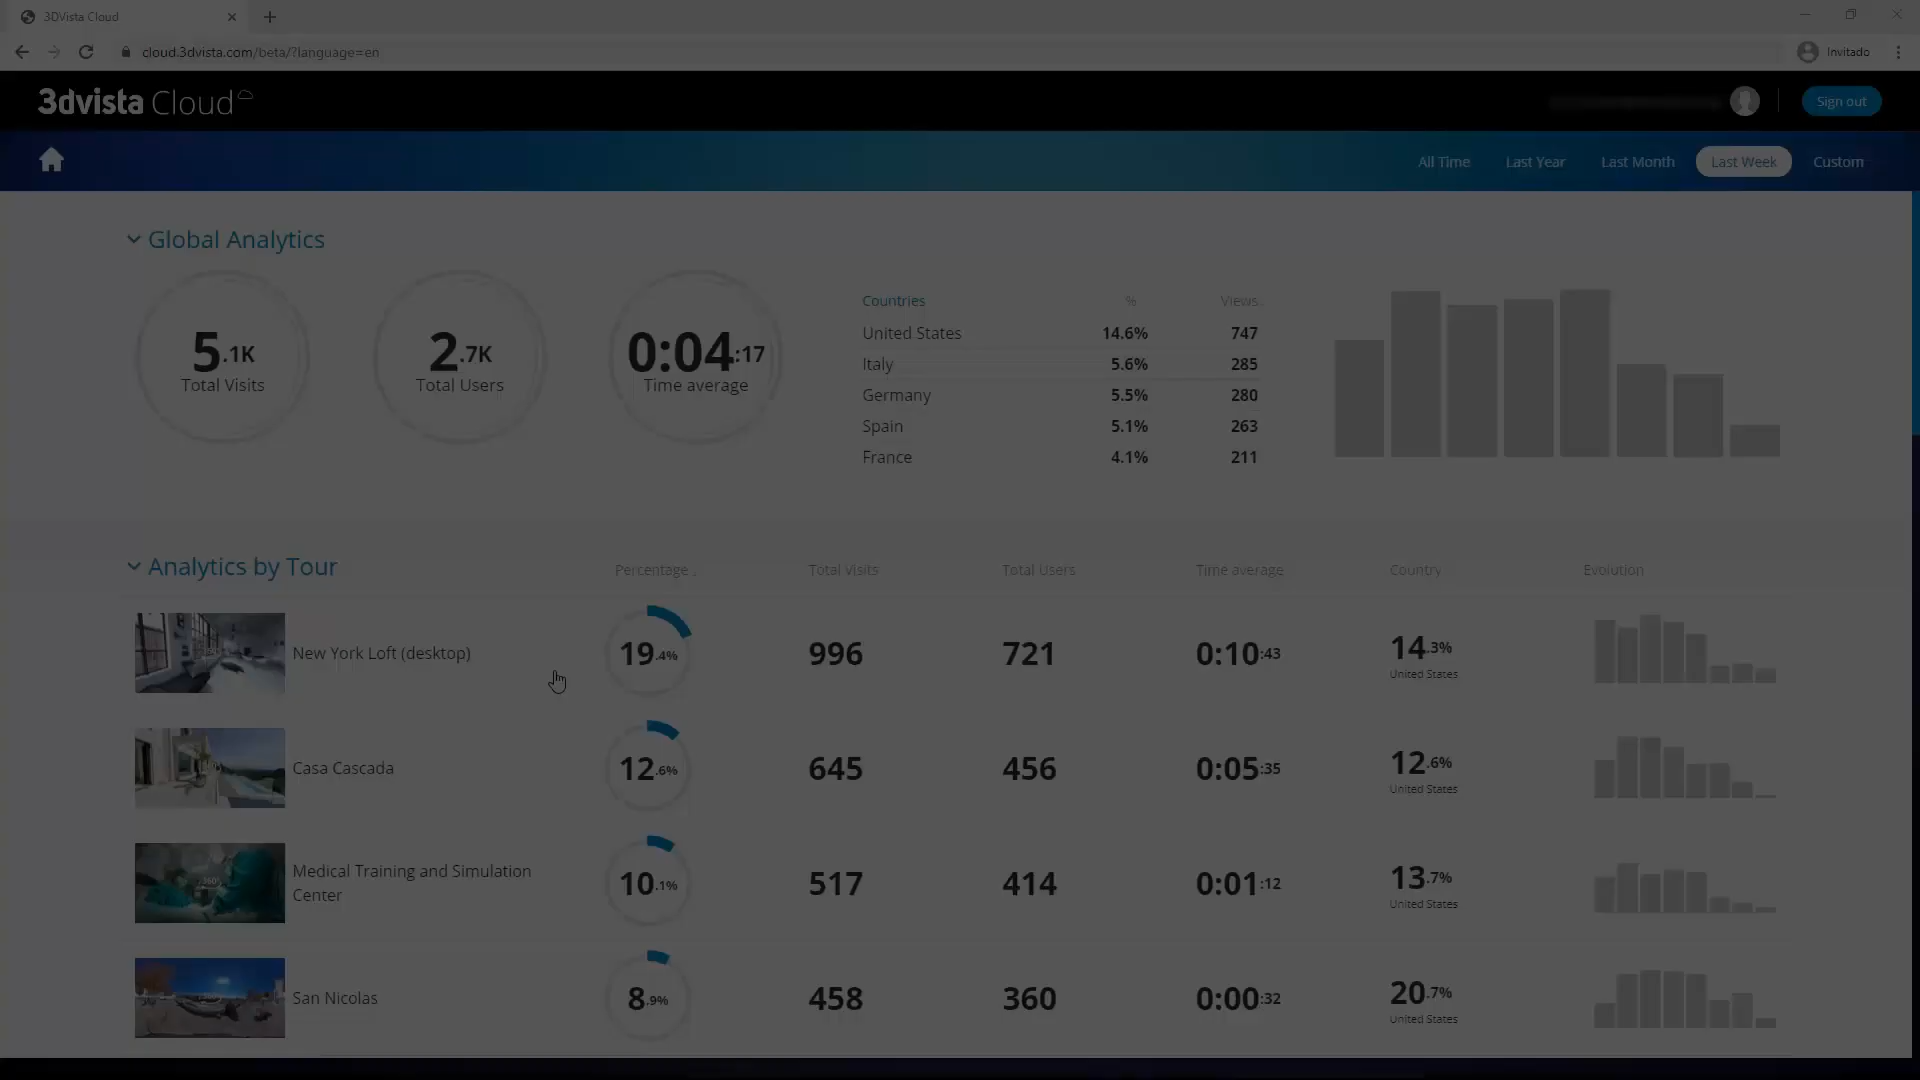 3DVista Cloud
cloud.3dvista.com/beta/?language=en
Invitado
3dvista Cloud
Sign out
All Time Last Year Last Month Last Week Custom
Global Analytics
5.1K
Total Visits
2.7K
Total Users
0:04:17
Time average
Countries % Views
United States 14.6% 747
Italy 5.6% 285
Germany 5.5% 280
Spain 5.1% 263
France 4.1% 211
Analytics by Tour Percentage Total Visits Total Users Time average Country Evolution
New York Loft (desktop) 19.4% 996 721 0:10:43 14.3%
United States
Casa Cascada 12.6% 645 456 0:05:35 12.6%
United States
Medical Training and Simulation
Center 10.1% 517 414 0:01:12 13.7%
United States
San Nicolas 8.9% 458 360 0:00:32 20.7%
United States